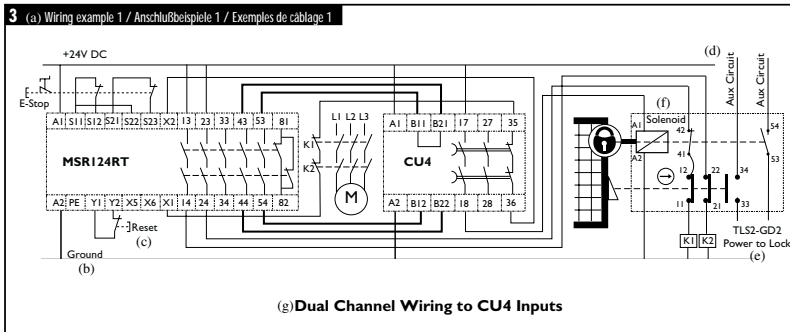 3 (a) Wiring example 1 / Anschlußbeispiele 1 / Exemples de câblage 1
+24V DC
(d)
Aux Circuit
Aux Circuit
E-Stop
A1 S11 S12 S21 S22 S23 X2 13 23 33 43 53 81
L1 L2 L3
A1 B11 B21 17 27 35
(f)
Solenoid
A1
A2
42
41
54
53
K1
K2
MSR124RT
CU4
M
12
22
34
11
21
33
A2 PE Y1 Y2 X5 X6 X1 14 24 34 44 54 82
A2 B12 B22 18 28 36
Reset
(c)
TLS2-GD2
Power to Lock
(e)
K1 K2
Ground
(b)
(g) Dual Channel Wiring to CU4 Inputs